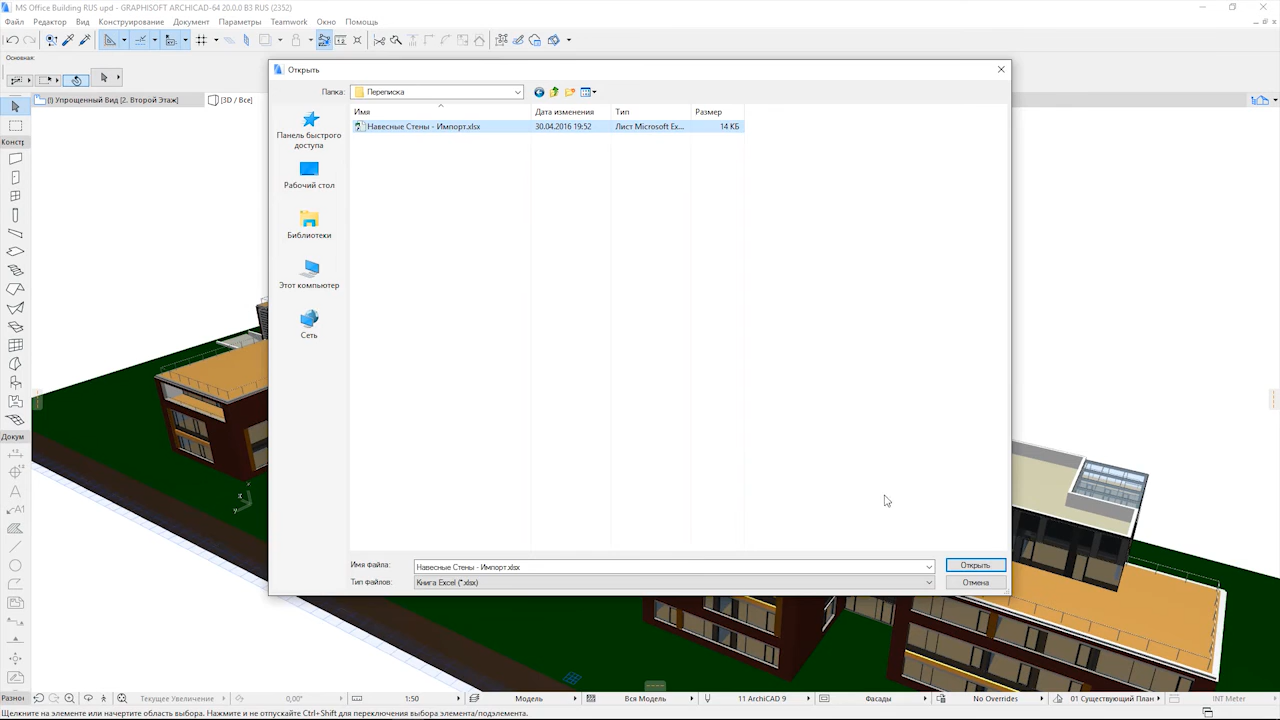 MS Office Building RUS upd - GRAPHISOFT ARCHICAD-64 20.0.0 B3 RUS (2352)
Файл Редактор Вид Конструирование Документ Параметры Teamwork Окно Помощь
Основная:
(!) Упрощенный Вид [2. Второй Этаж]
[3D / Все]
Констр
Докум
Разно
Открыть
Папка: Переписка
Имя Дата изменения Тип Размер
Навесные Стены - Импорт.xlsx 30.04.2016 19:52 Лист Microsoft Ex... 14 КБ
Панель быстрого
доступа
Рабочий стол
Библиотеки
Этот компьютер
Сеть
Имя Файла: Навесные Стены - Импорт.xlsx Открыть
Тип Файлов: Книга Excel (*.xlsx) Отмена
Текущее Увеличение 0,00° 1:50 Модель Вся Модель 11 ArchiCAD 9 Фасады No Overrides 01 Существующий План INT Meter
Щелкните на элементе или начертите область выбора. Нажмите и не отпускайте Ctrl+Shift для переключения выбора элемента/подэлемента.